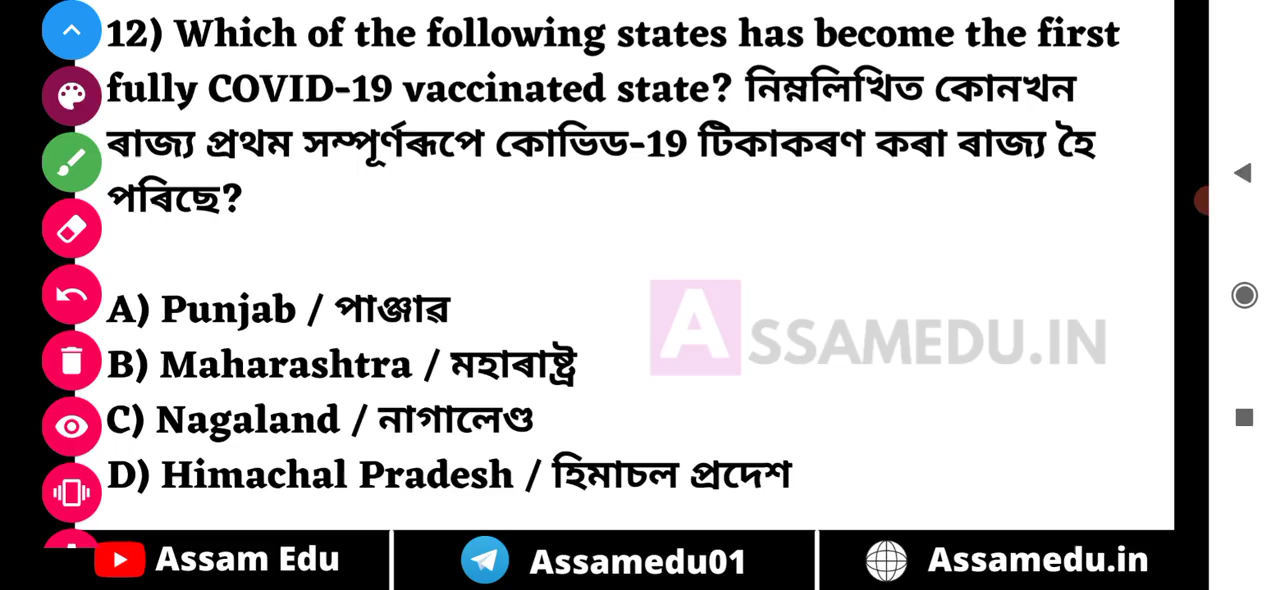 12) Which of the following states has become the first
fully COVID-19 vaccinated state? নিম্নলিখিত কোনখন
ৰাজ্য প্ৰথম সম্পূৰ্ণৰূপে কোভিড-19 টিকাকৰণ কৰা ৰাজ্য হৈ
পৰিছে?
A) Punjab / পাঞ্জাৱ
B) Maharashtra / মহাৰাষ্ট্ৰ
C) Nagaland / নাগালেণ্ড
D) Himachal Pradesh / হিমাচল প্ৰদেশ
ASSAMEDU.IN
Assam Edu
Assamedu01
Assamedu.in